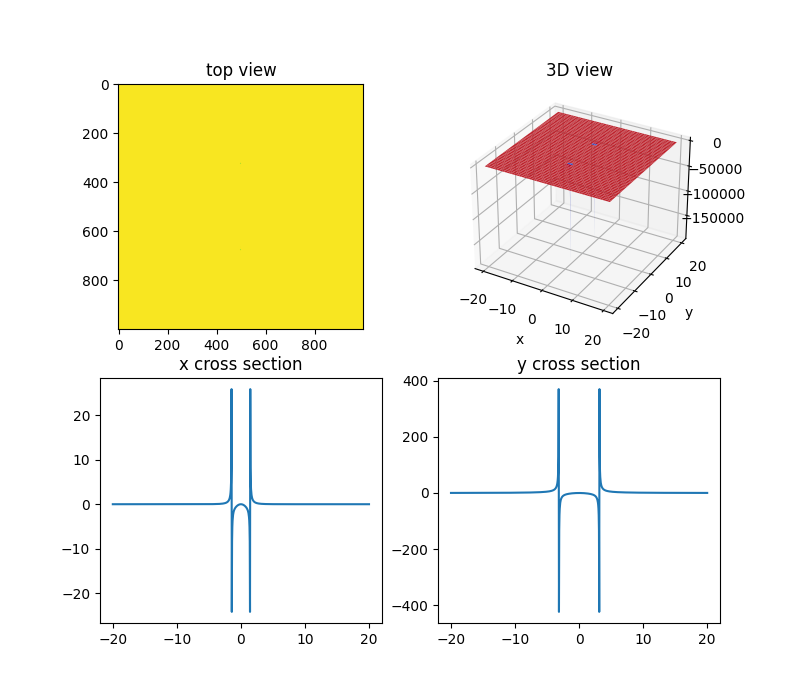 top view
0
200
400
600
800
0 200 400 600 800
3D view
0
−50000
−100000
−150000
−20 −10 0 10 20
x
−20 −10 0 10 20
y
x cross section
20
10
0
−10
−20
−20 −10 0 10 20
y cross section
400
200
0
−200
−400
−20 −10 0 10 20